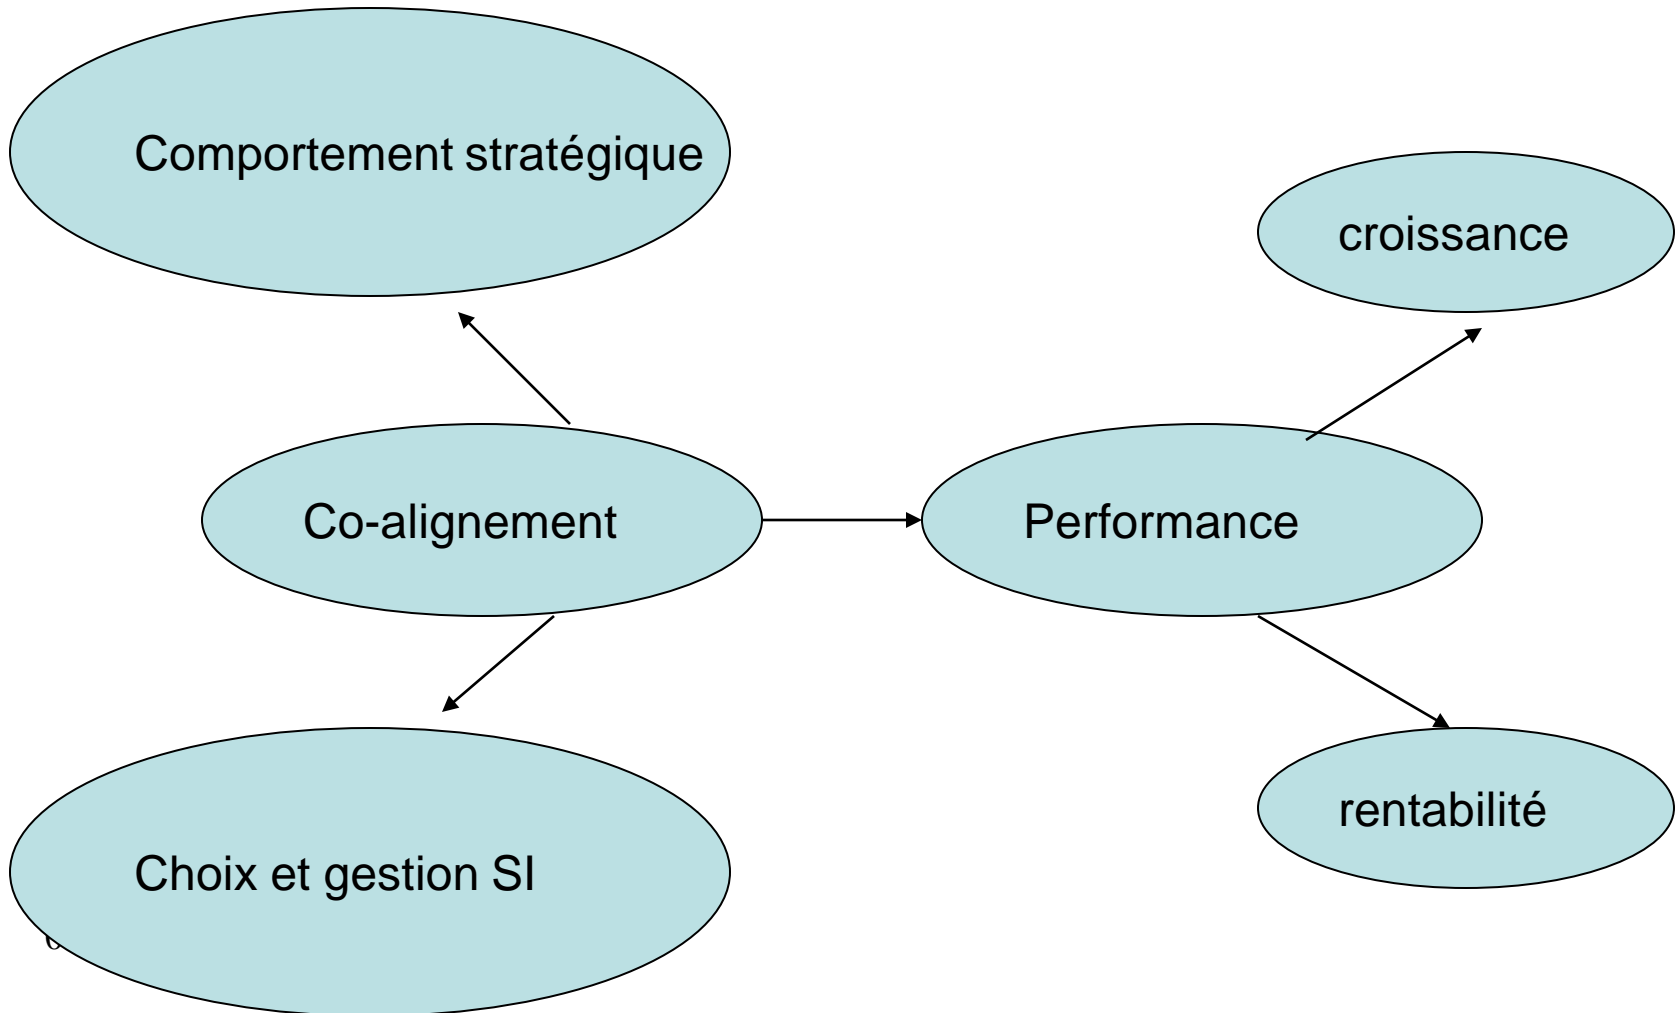 Comportement stratégique
croissance
Co-alignement
Performance
rentabilité
Choix et gestion SI